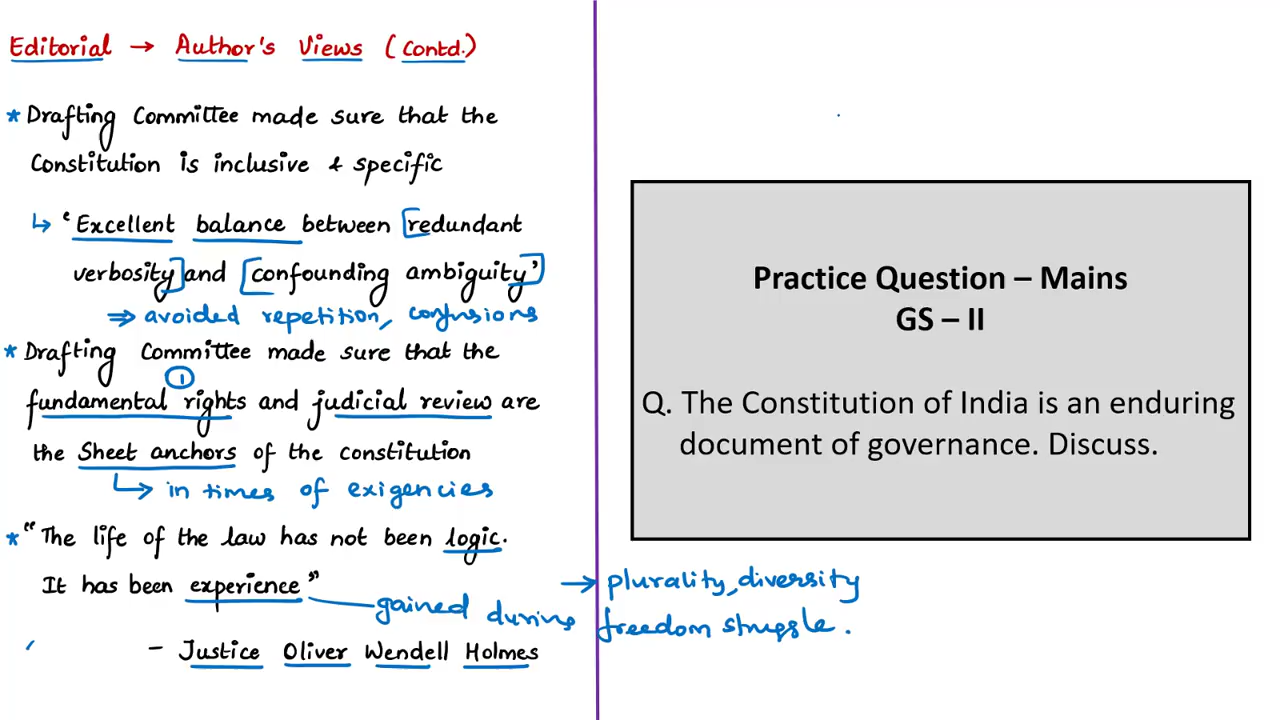 Editorial → Author's Views (Contd.)
* Drafting Committee made sure that the
Constitution is inclusive & specific
↳ 'Excellent balance between [redundant
verbosity] and [confounding ambiguity']
⇒ avoided repetition, confusions
* Drafting Committee made sure that the
①
fundamental rights and judicial review are
the Sheet anchors of the constitution
↳ in times of exigencies
* "The life of the law has not been logic.
It has been experience"
gained during freedom struggle.
→ plurality, diversity
- Justice Oliver Wendell Holmes
Practice Question – Mains
GS – II
Q. The Constitution of India is an enduring
document of governance. Discuss.